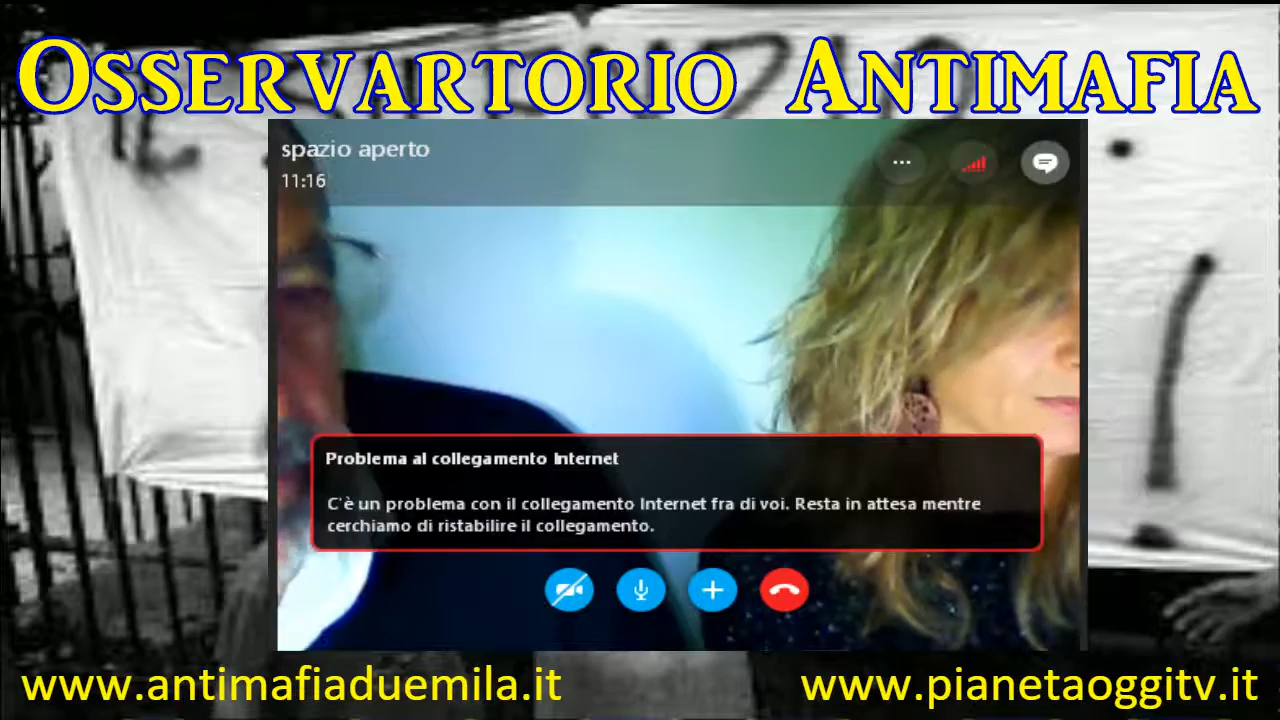 OSSERVARTORIO ANTIMAFIA
spazio aperto
11:16
Problema al collegamento Internet
C'è un problema con il collegamento Internet fra di voi. Resta in attesa mentre
cerchiamo di ristabilire il collegamento.
www.antimafiaduemila.it
www.pianetaoggitv.it